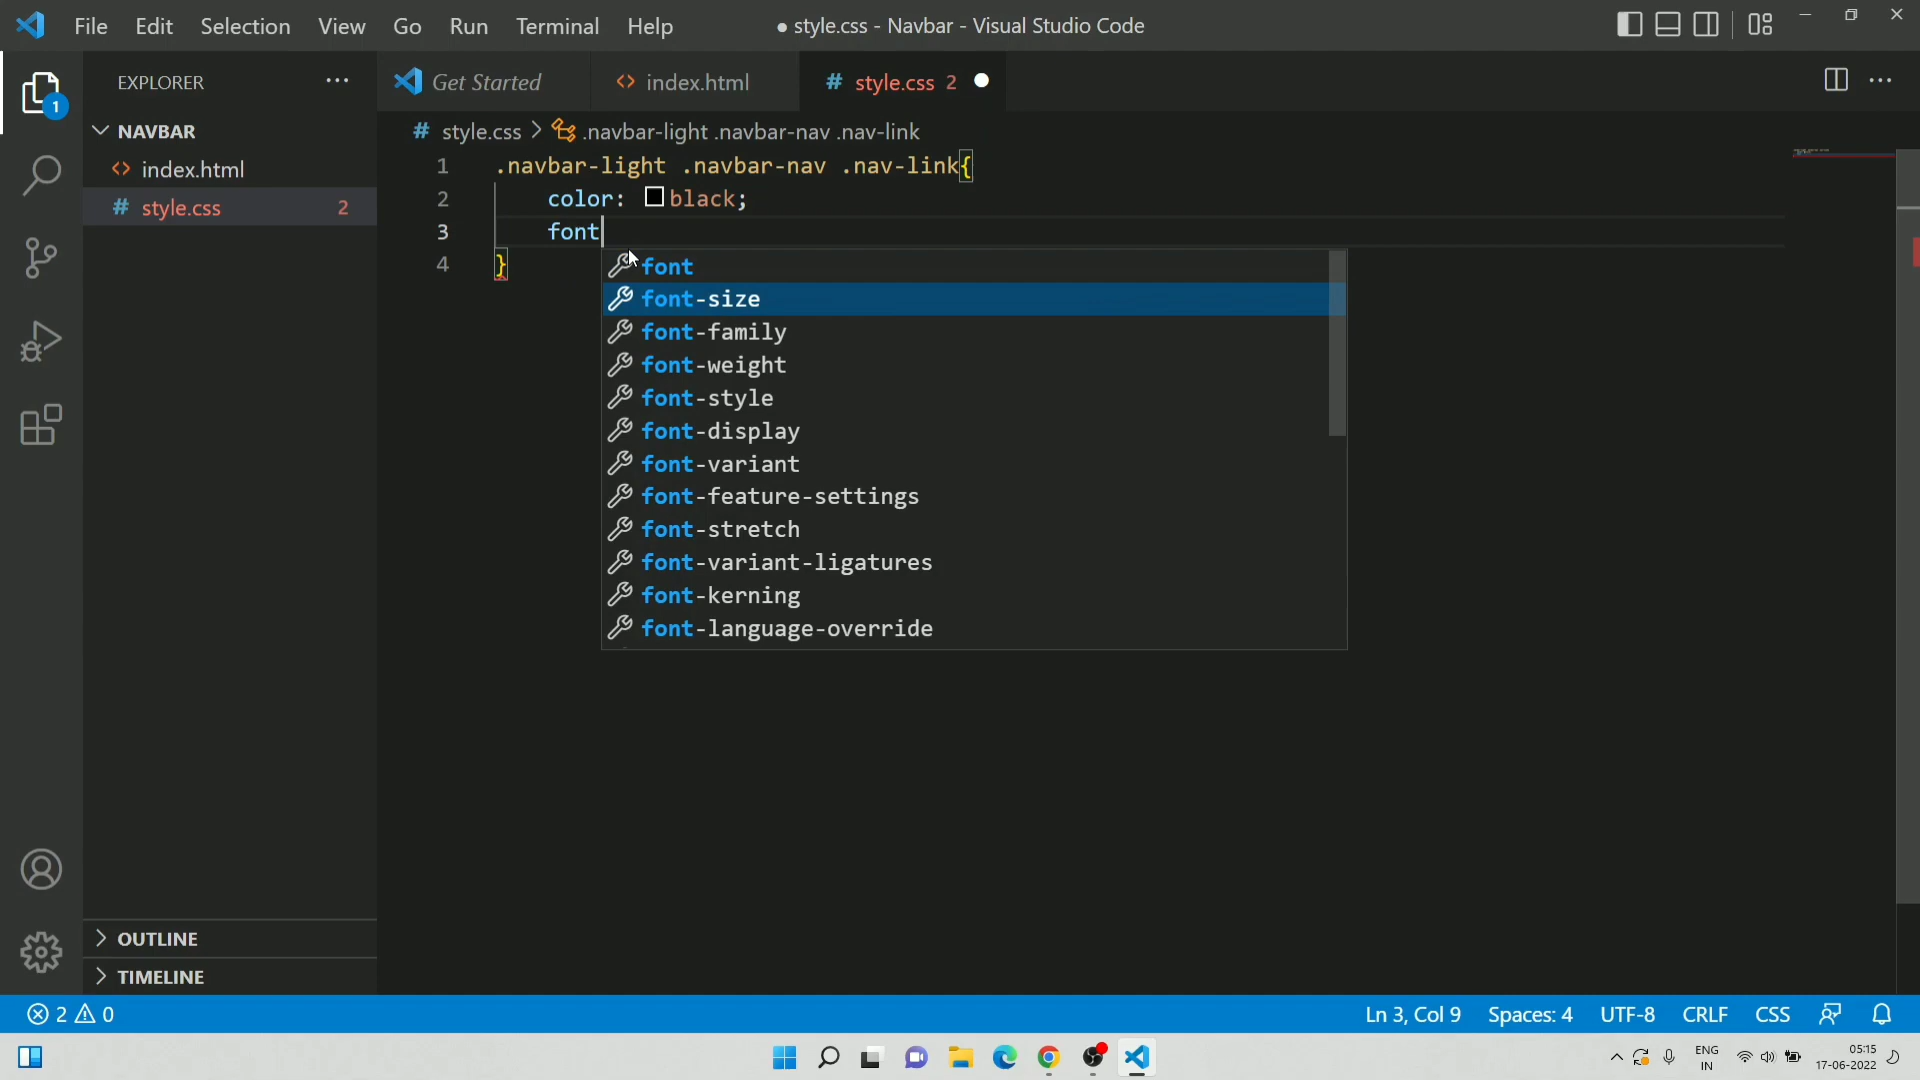 File Edit Selection View Go Run Terminal Help
● style.css - Navbar - Visual Studio Code
EXPLORER ...
Get Started
index.html
# style.css 2 ●
1
NAVBAR
index.html
# style.css 2
# style.css > .navbar-light .navbar-nav .nav-link
1 .navbar-light .navbar-nav .nav-link{
2 color: black;
3 font
4 }
font
font-size
font-family
font-weight
font-style
font-display
font-variant
font-feature-settings
font-stretch
font-variant-ligatures
font-kerning
font-language-override
OUTLINE
TIMELINE
2 0
Ln 3, Col 9 Spaces: 4 UTF-8 CRLF CSS
ENG
IN
05:15
17-06-2022